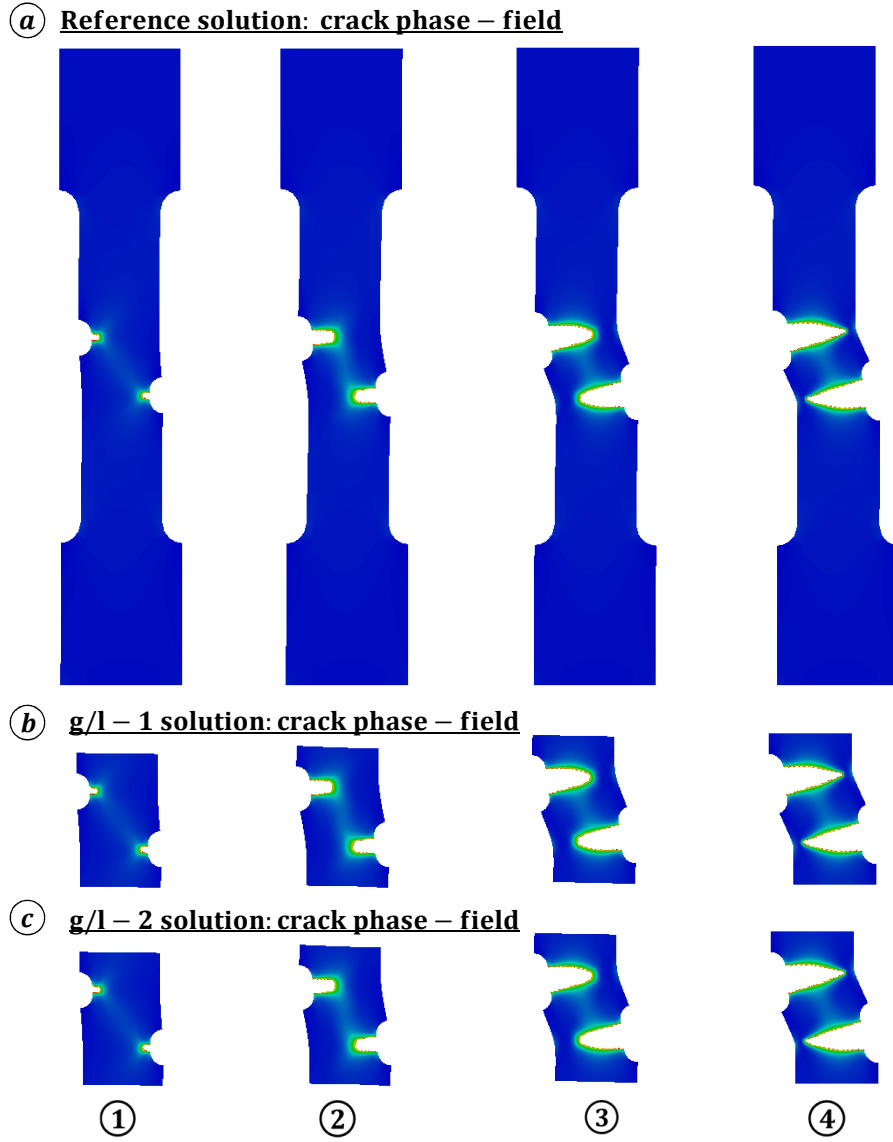 a Reference solution: crack phase – field
b g/l – 1 solution: crack phase – field
c g/l – 2 solution: crack phase – field
① ② ③ ④